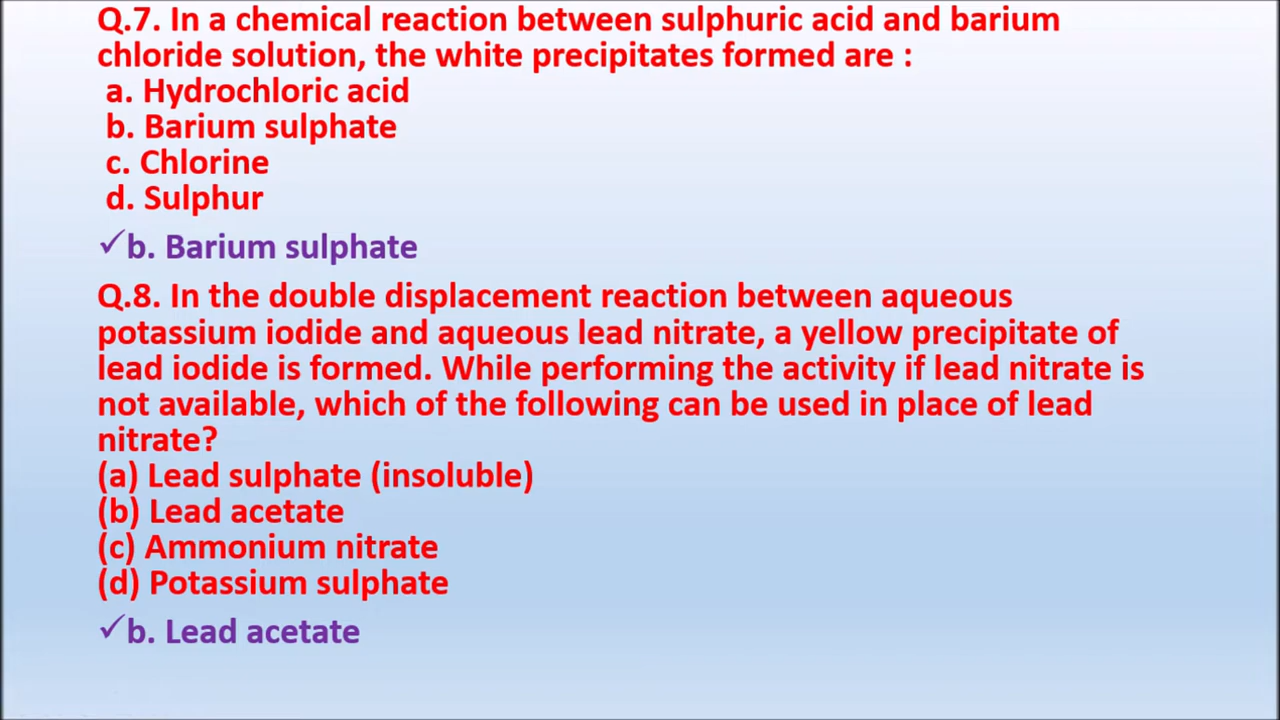 Q.7. In a chemical reaction between sulphuric acid and barium
chloride solution, the white precipitates formed are :
a. Hydrochloric acid
b. Barium sulphate
c. Chlorine
d. Sulphur
✓b. Barium sulphate
Q.8. In the double displacement reaction between aqueous
potassium iodide and aqueous lead nitrate, a yellow precipitate of
lead iodide is formed. While performing the activity if lead nitrate is
not available, which of the following can be used in place of lead
nitrate?
(a) Lead sulphate (insoluble)
(b) Lead acetate
(c) Ammonium nitrate
(d) Potassium sulphate
✓b. Lead acetate